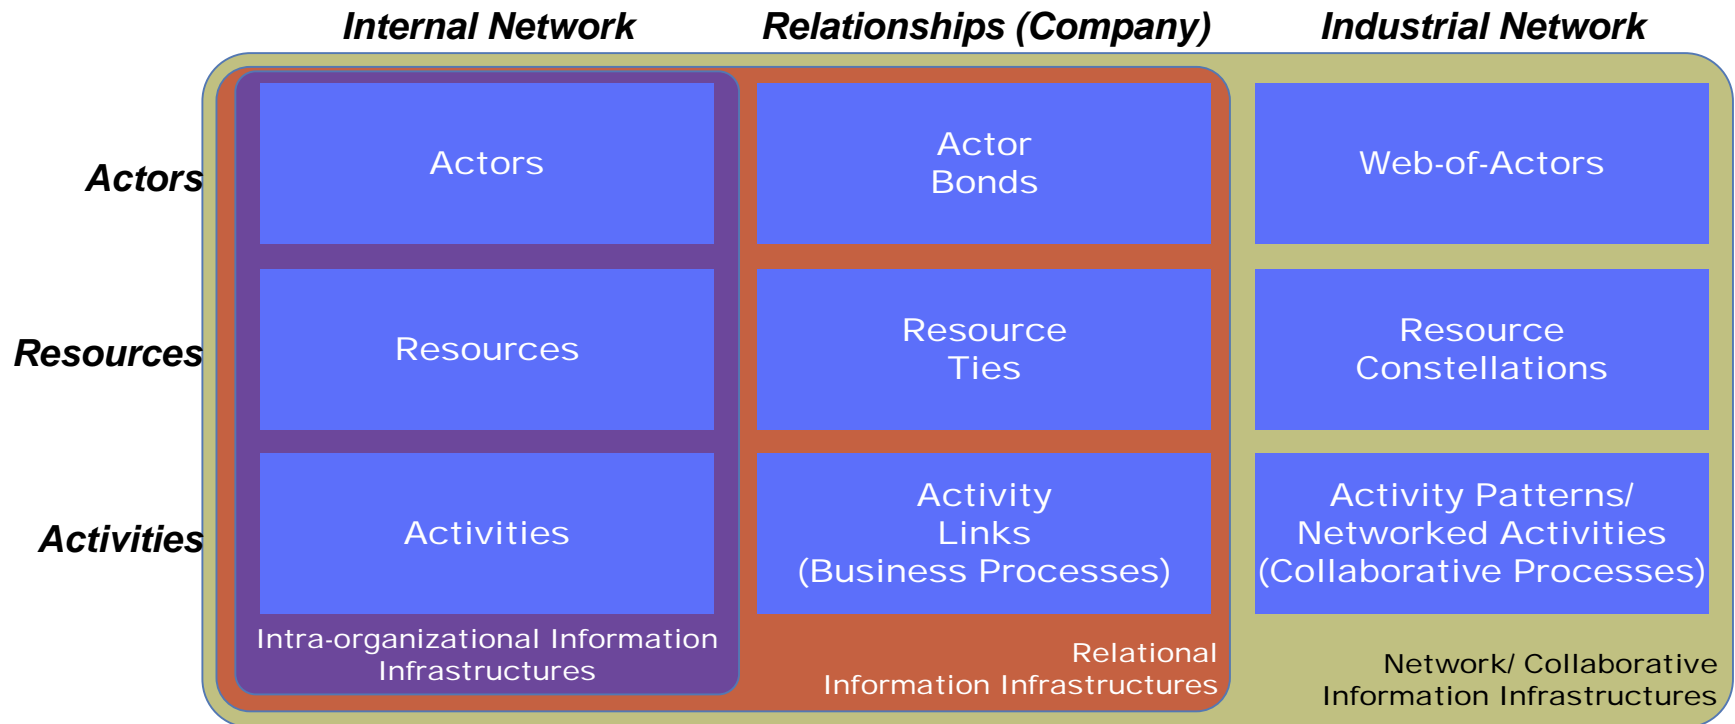 Internal Network
Relationships (Company)
Industrial Network
Actors
Actors
Actor
Bonds
Web-of-Actors
Resources
Resources
Resource
Ties
Resource
Constellations
Activities
Activities
Activity
Links
(Business Processes)
Activity Patterns/
Networked Activities
(Collaborative Processes)
Intra-organizational Information
Infrastructures
Relational
Information Infrastructures
Network/ Collaborative
Information Infrastructures